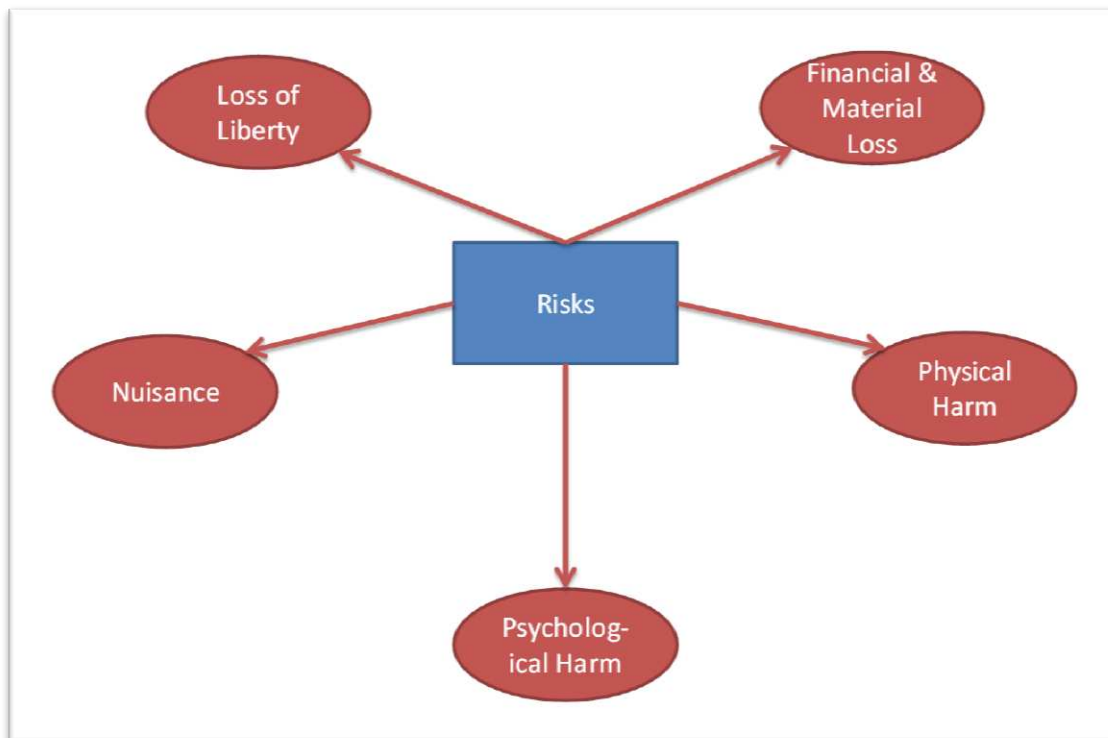 Loss of
Liberty
Financial &
Material
Loss
Risks
Nuisance
Physical
Harm
Psycholog-
ical Harm